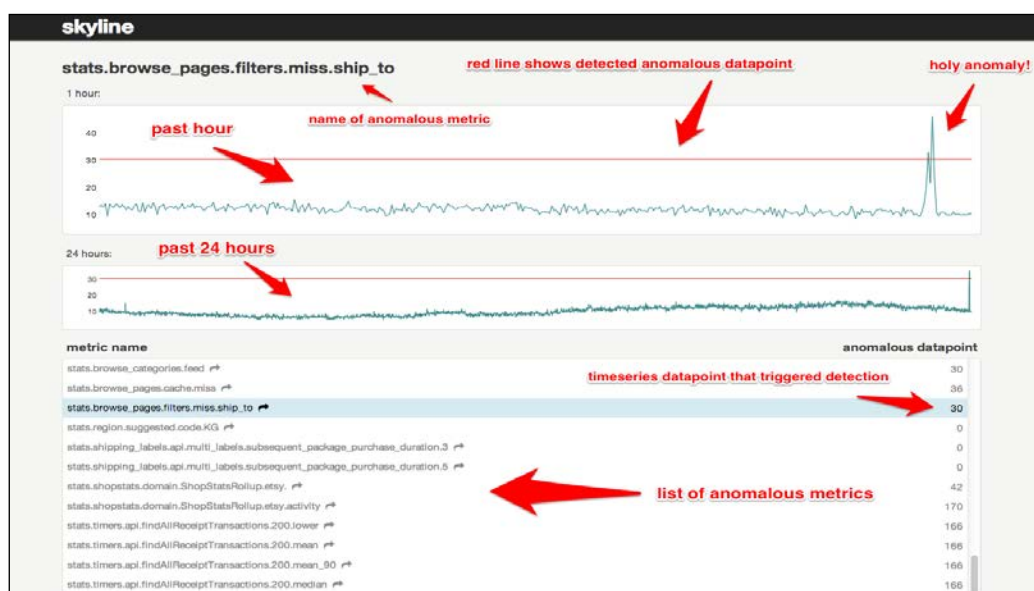 skyline
stats.browse_pages.filters.miss.ship_to
red line shows detected anomalous datapoint
holy anomaly!
1 hour:
name of anomalous metric
past hour
40
30
20
10
24 hours:
past 24 hours
30
20
10
metric name anomalous datapoint
stats.browse_categories.feed 30
timeseries datapoint that triggered detection
stats.browse_pages.cache.miss 36
stats.browse_pages.filters.miss.ship_to 30
stats.region.suggested.code.KG 0
stats.shipping_labels.api.multi_labels.subsequent_package_purchase_duration.3 0
stats.shipping_labels.api.multi_labels.subsequent_package_purchase_duration.5 0
stats.shopstats.domain.ShopStatsRollup.etsy. 42
list of anomalous metrics
stats.shopstats.domain.ShopStatsRollup.etsy.activity 170
stats.timers.api.findAllReceiptTransactions.200.lower 166
stats.timers.api.findAllReceiptTransactions.200.mean 166
stats.timers.api.findAllReceiptTransactions.200.mean_90 166
stats.timers.api.findAllReceiptTransactions.200.median 166